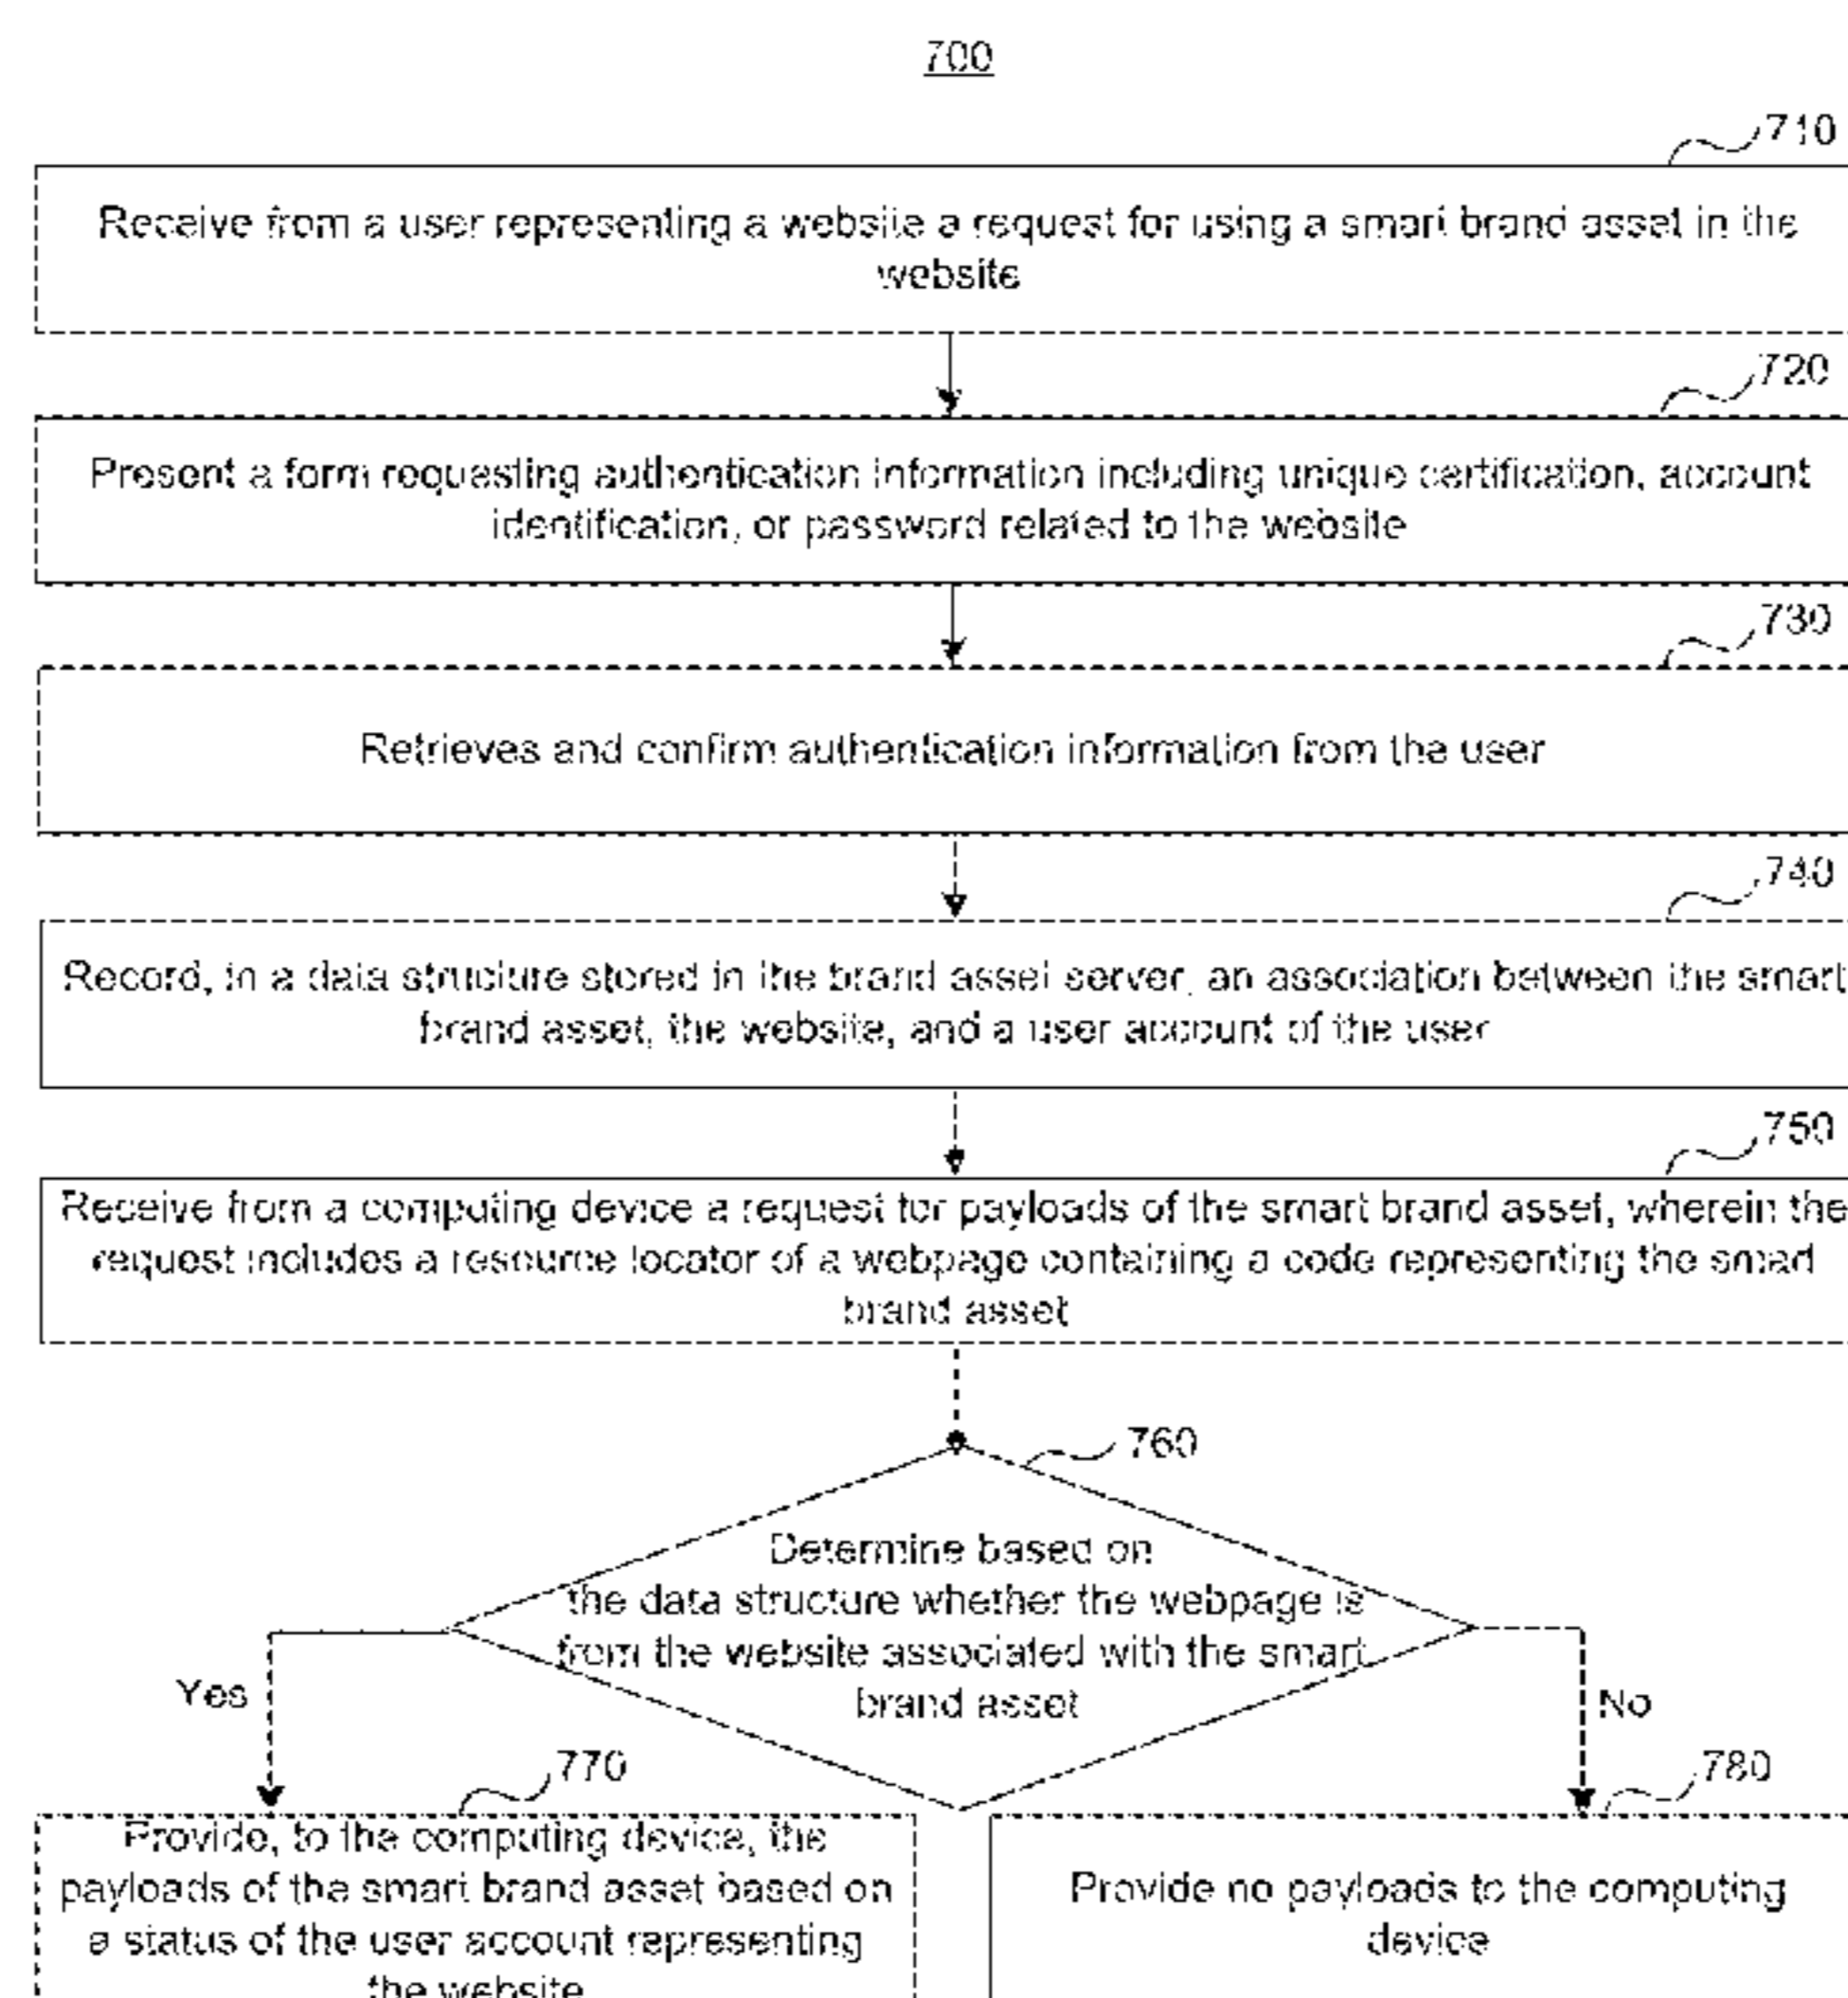 700
710
Receive from a user representing a website a request for using a smart brand asset in the
website
720
Present a form requesting authentication information including unique certification, account
identification, or password related to the website
730
Retrieves and confirm authentication information from the user
740
Record, in a data structure stored in the brand asset server, an association between the smart
brand asset, the website, and a user account of the user
750
Receive from a computing device a request for payloads of the smart brand asset, wherein the
request includes a resource locator of a webpage containing a code representing the smart
brand asset
760
Determine based on
the data structure whether the webpage is
from the website associated with the smart
brand asset
Yes
No
770
Provide, to the computing device, the
payloads of the smart brand asset based on
a status of the user account representing
the website
780
Provide no payloads to the computing
device